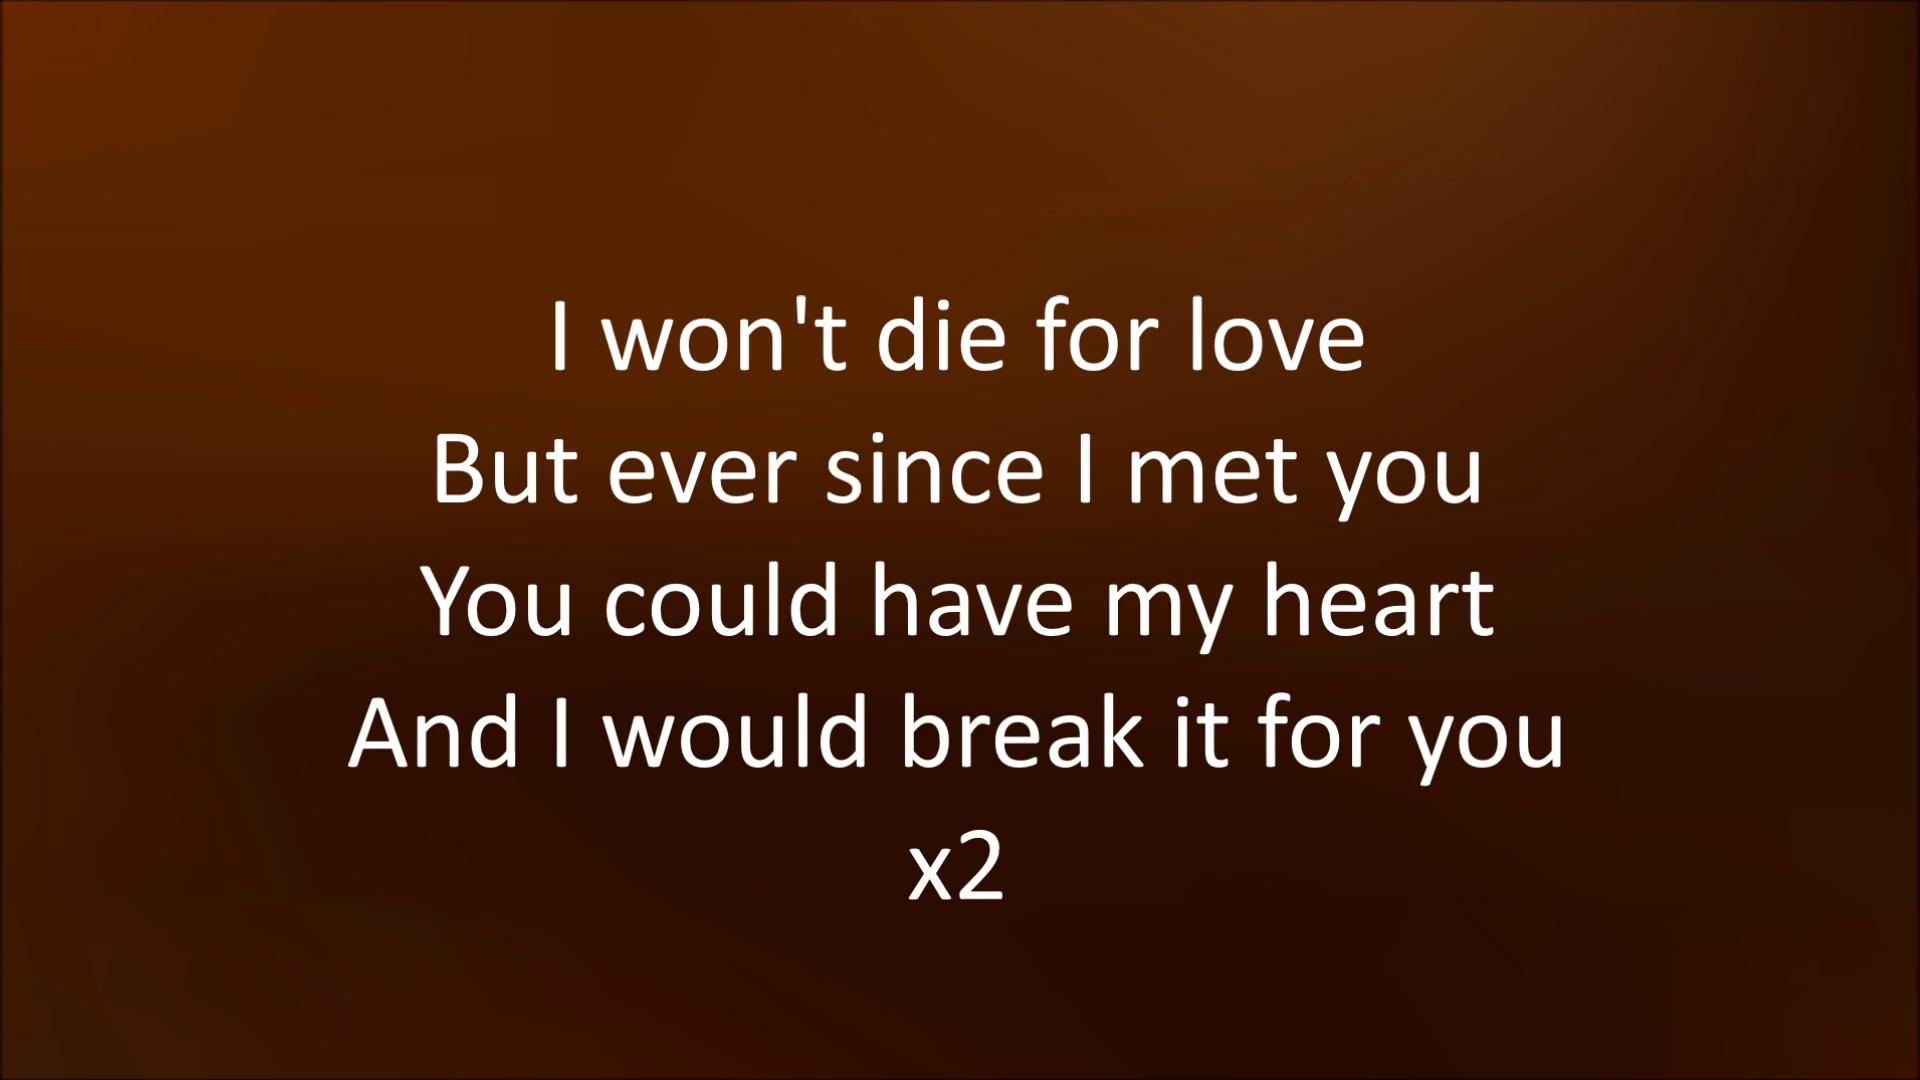 I won't die for love
But ever since I met you
You could have my heart
And I would break it for you
x2